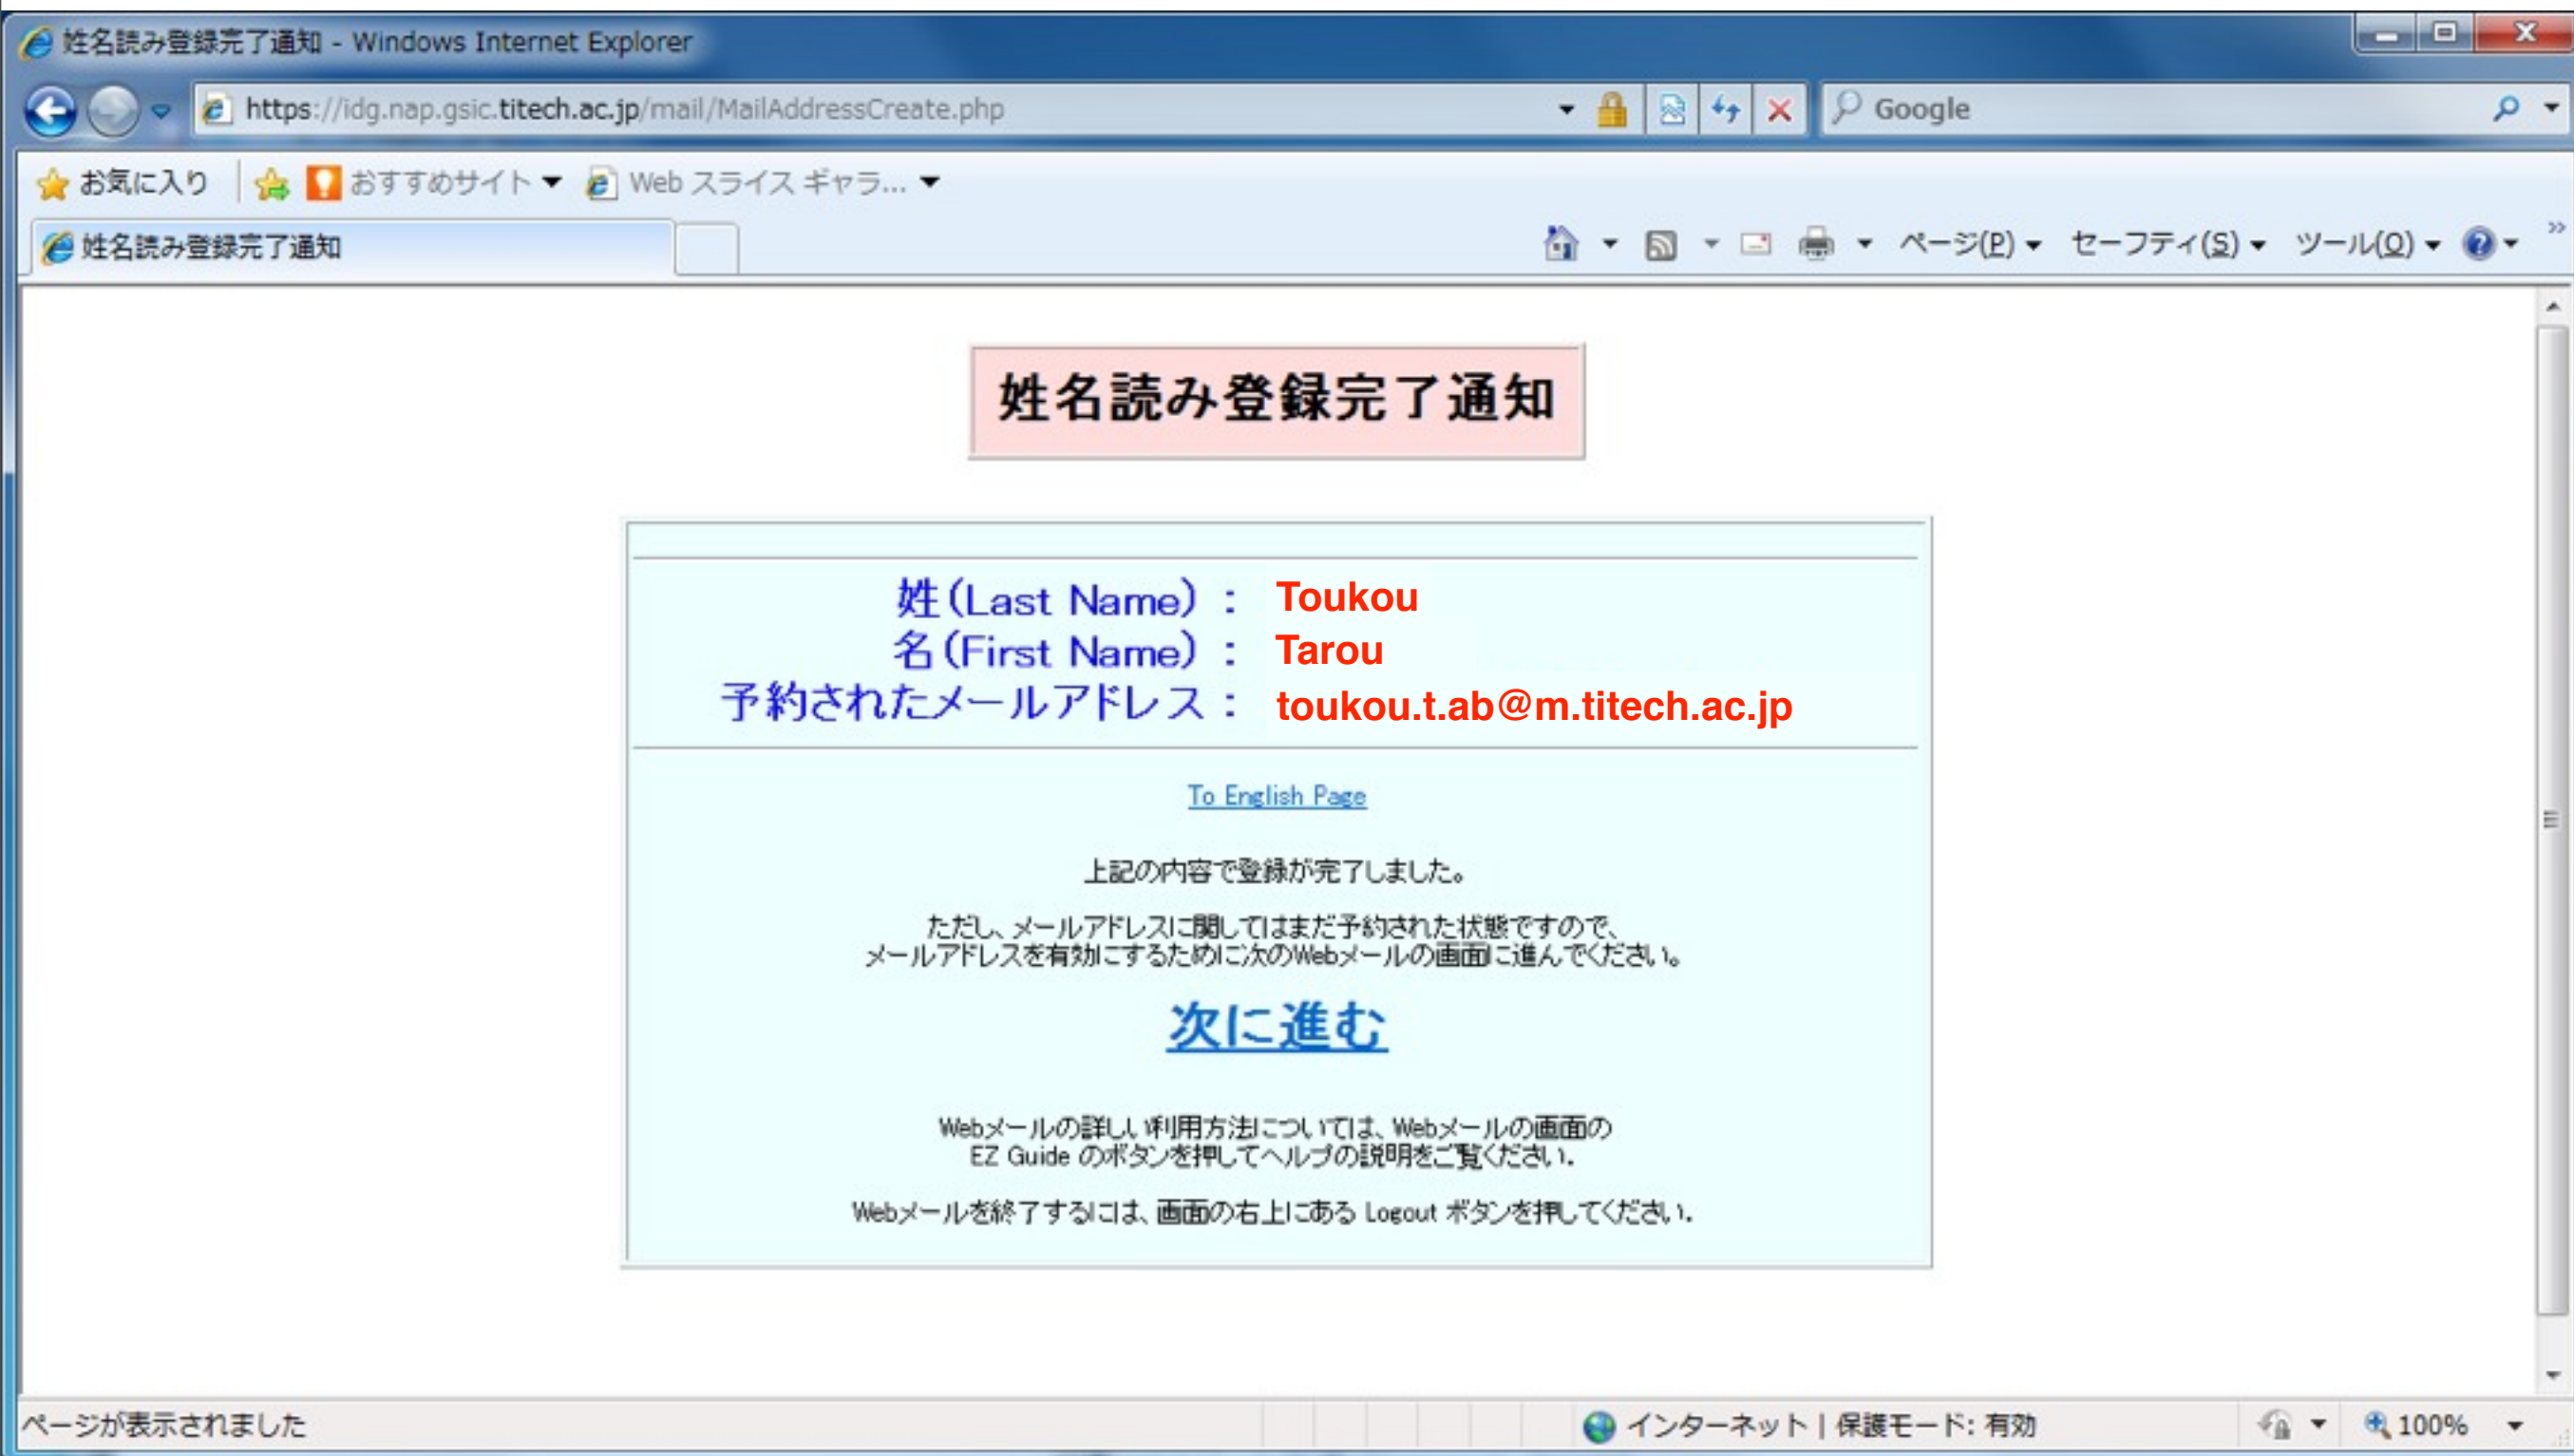 姓名読み登録完了通知 - Windows Internet Explorer
https://idg.nap.gsic.titech.ac.jp/mail/MailAddressCreate.php
Google
お気に入り
おすすめサイト
Web スライス ギャラ...
姓名読み登録完了通知
ページ(P)
セーフティ(S)
ツール(O)
»
姓名読み登録完了通知
姓(Last Name) : Toukou
名(First Name) : Tarou
予約されたメールアドレス : toukou.t.ab@m.titech.ac.jp
To English Page
上記の内容で登録が完了しました。
ただし、メールアドレスに関してはまだ予約された状態ですので、
メールアドレスを有効にするために次のWebメールの画面に進んでください。
次に進む
Webメールの詳しい利用方法については、Webメールの画面の
EZ Guide のボタンを押してヘルプの説明をご覧ください.
Webメールを終了するには、画面の右上にある Logout ボタンを押してください.
ページが表示されました
インターネット | 保護モード: 有効
100%